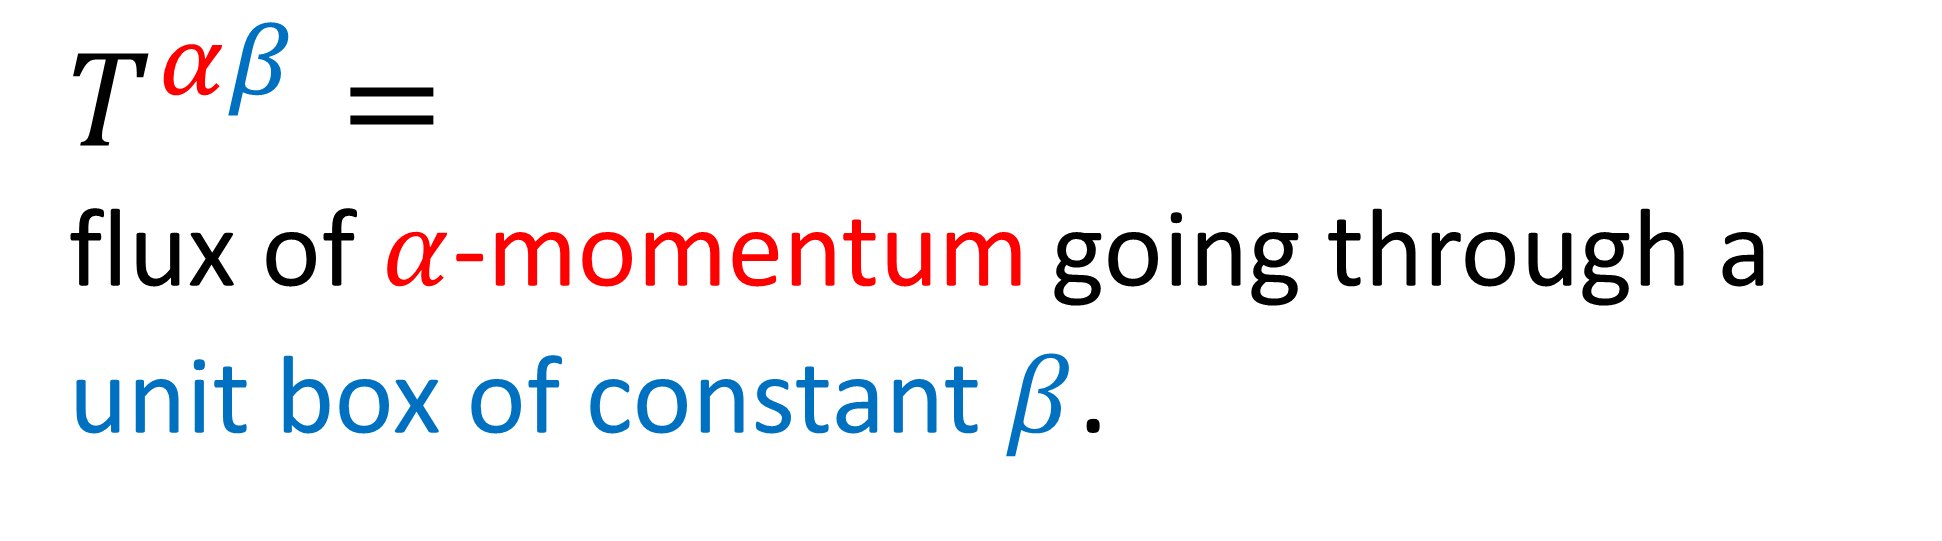 T^{αβ} =
flux of α-momentum going through a
unit box of constant β.